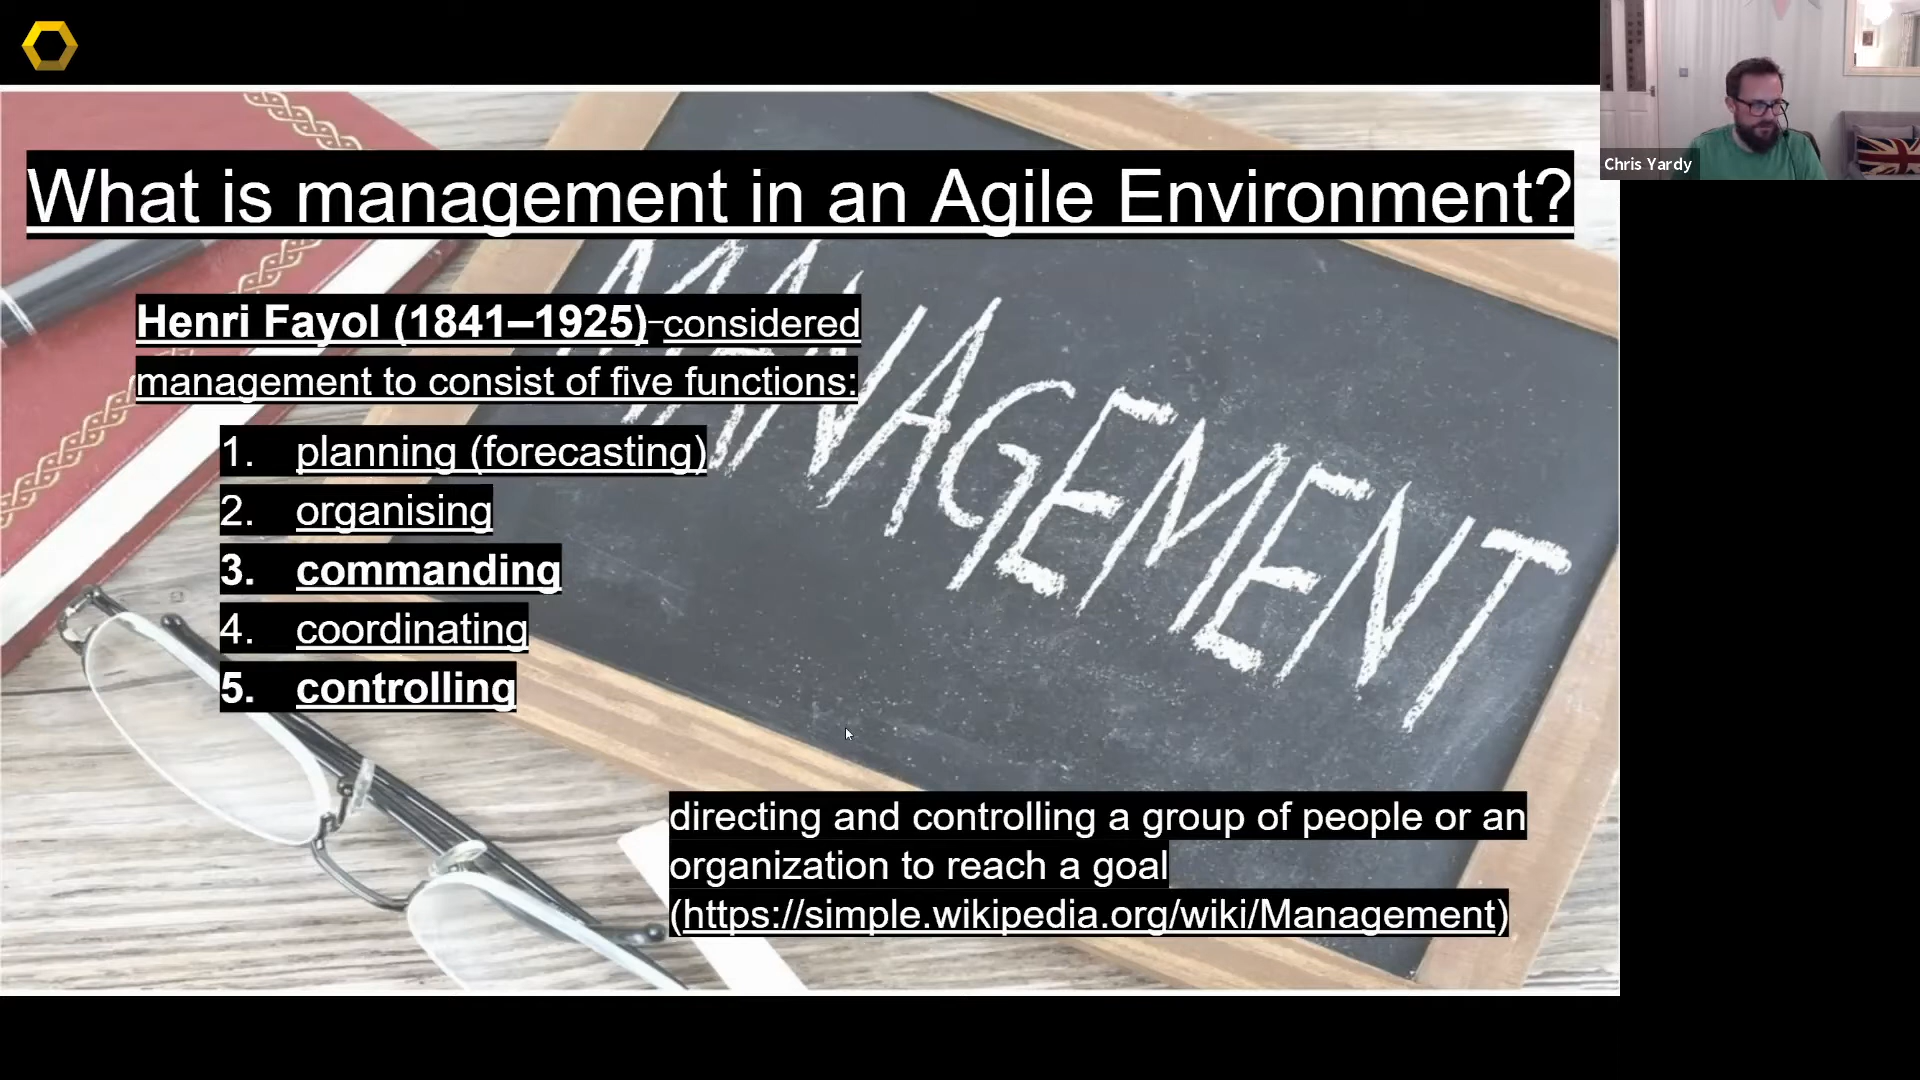 What is management in an Agile Environment?
Chris Yardy
MANAGEMENT
Henri Fayol (1841–1925) considered
management to consist of five functions:
1. planning (forecasting)
2. organising
3. commanding
4. coordinating
5. controlling
directing and controlling a group of people or an
organization to reach a goal
(https://simple.wikipedia.org/wiki/Management)